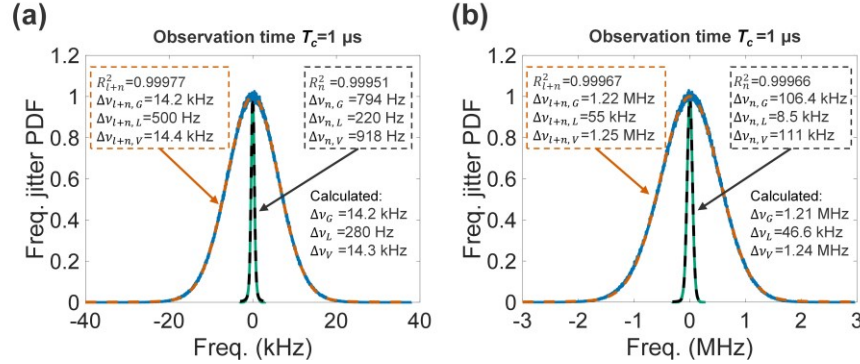 (a)
Observation time T_c=1 μs
R²_{l+n}=0.99977
Δν_{l+n,G}=14.2 kHz
Δν_{l+n,L}=500 Hz
Δν_{l+n,V}=14.4 kHz
R²_n=0.99951
Δν_{n,G}=794 Hz
Δν_{n,L}=220 Hz
Δν_{n,V}=918 Hz
Calculated:
Δν_G=14.2 kHz
Δν_L=280 Hz
Δν_V=14.3 kHz
Freq. jitter PDF
1.2
1
0.8
0.6
0.4
0.2
0
-40
-20
0
20
40
Freq. (kHz)
(b)
Observation time T_c=1 μs
R²_{l+n}=0.99967
Δν_{l+n,G}=1.22 MHz
Δν_{l+n,L}=55 kHz
Δν_{l+n,V}=1.25 MHz
R²_n=0.99966
Δν_{n,G}=106.4 kHz
Δν_{n,L}=8.5 kHz
Δν_{n,V}=111 kHz
Calculated:
Δν_G=1.21 MHz
Δν_L=46.6 kHz
Δν_V=1.24 MHz
Freq. jitter PDF
1.2
1
0.8
0.6
0.4
0.2
0
-3
-2
-1
0
1
2
3
Freq. (MHz)